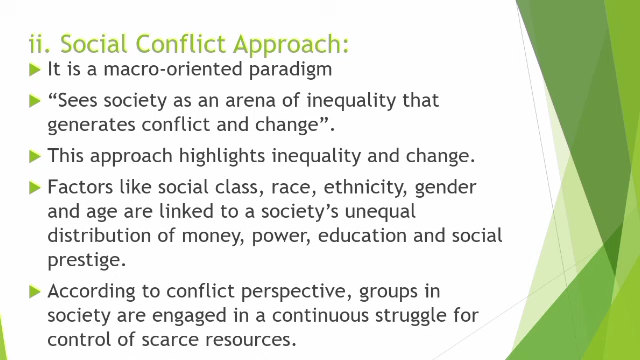 ii. Social Conflict Approach:
It is a macro-oriented paradigm
“Sees society as an arena of inequality that
generates conflict and change”.
This approach highlights inequality and change.
Factors like social class, race, ethnicity, gender
and age are linked to a society’s unequal
distribution of money, power, education and social
prestige.
According to conflict perspective, groups in
society are engaged in a continuous struggle for
control of scarce resources.